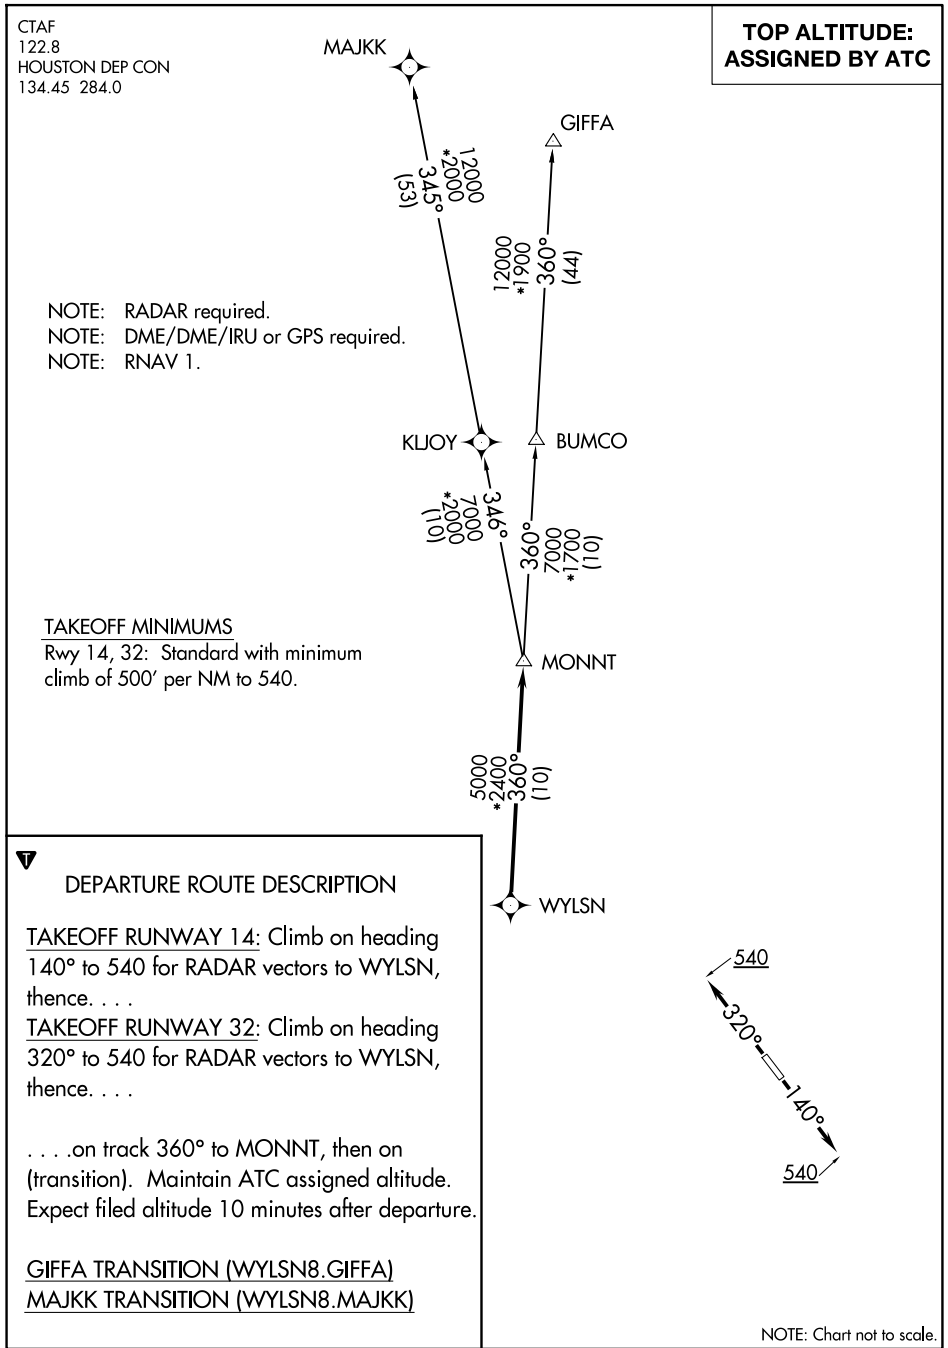 CTAF
122.8
HOUSTON DEP CON
134.45 284.0
TOP ALTITUDE:
ASSIGNED BY ATC
MAJKK
GIFFA
12000
*2000
345°
(53)
12000
*1900
360°
(44)
NOTE: RADAR required.
NOTE: DME/DME/IRU or GPS required.
NOTE: RNAV 1.
KLJOY
BUMCO
346°
7000
*2000
(10)
360°
7000
*1700
(10)
TAKEOFF MINIMUMS
Rwy 14, 32: Standard with minimum
climb of 500' per NM to 540.
MONNT
5000
*2400
360°
(10)
WYLSN
T
DEPARTURE ROUTE DESCRIPTION
TAKEOFF RUNWAY 14: Climb on heading
140° to 540 for RADAR vectors to WYLSN,
thence. . . .
TAKEOFF RUNWAY 32: Climb on heading
320° to 540 for RADAR vectors to WYLSN,
thence. . . .
. . . .on track 360° to MONNT, then on
(transition). Maintain ATC assigned altitude.
Expect filed altitude 10 minutes after departure.
GIFFA TRANSITION (WYLSN8.GIFFA)
MAJKK TRANSITION (WYLSN8.MAJKK)
540
320°
140°
540
NOTE: Chart not to scale.